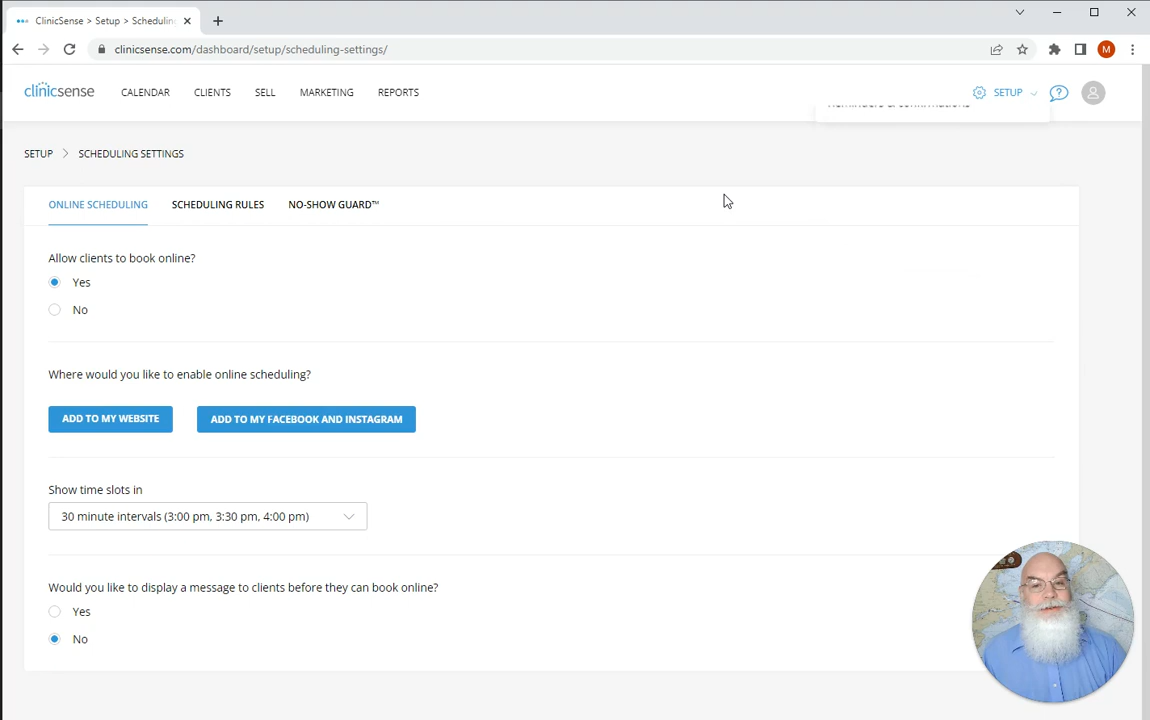 ClinicSense > Setup > Scheduling
clinicsense.com/dashboard/setup/scheduling-settings/
M
clinicsense
CALENDAR
CLIENTS
SELL
MARKETING
REPORTS
SETUP
SETUP
SCHEDULING SETTINGS
ONLINE SCHEDULING
SCHEDULING RULES
NO-SHOW GUARD™
Allow clients to book online?
Yes
No
Where would you like to enable online scheduling?
ADD TO MY WEBSITE
ADD TO MY FACEBOOK AND INSTAGRAM
Show time slots in
30 minute intervals (3:00 pm, 3:30 pm, 4:00 pm)
Would you like to display a message to clients before they can book online?
Yes
No